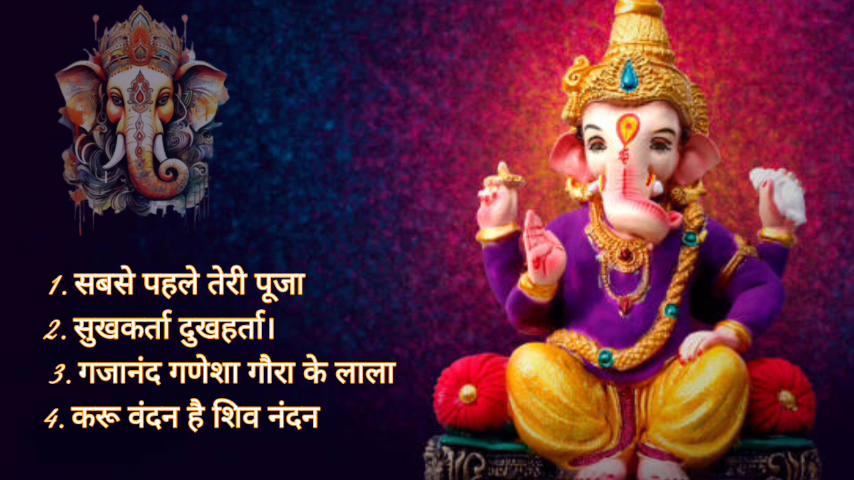 1. सबसे पहले तेरी पूजा
2. सुखकर्ता दुखहर्ता।
3. गजानंद गणेशा गौरा के लाला
4. करू वंदन है शिव नंदन